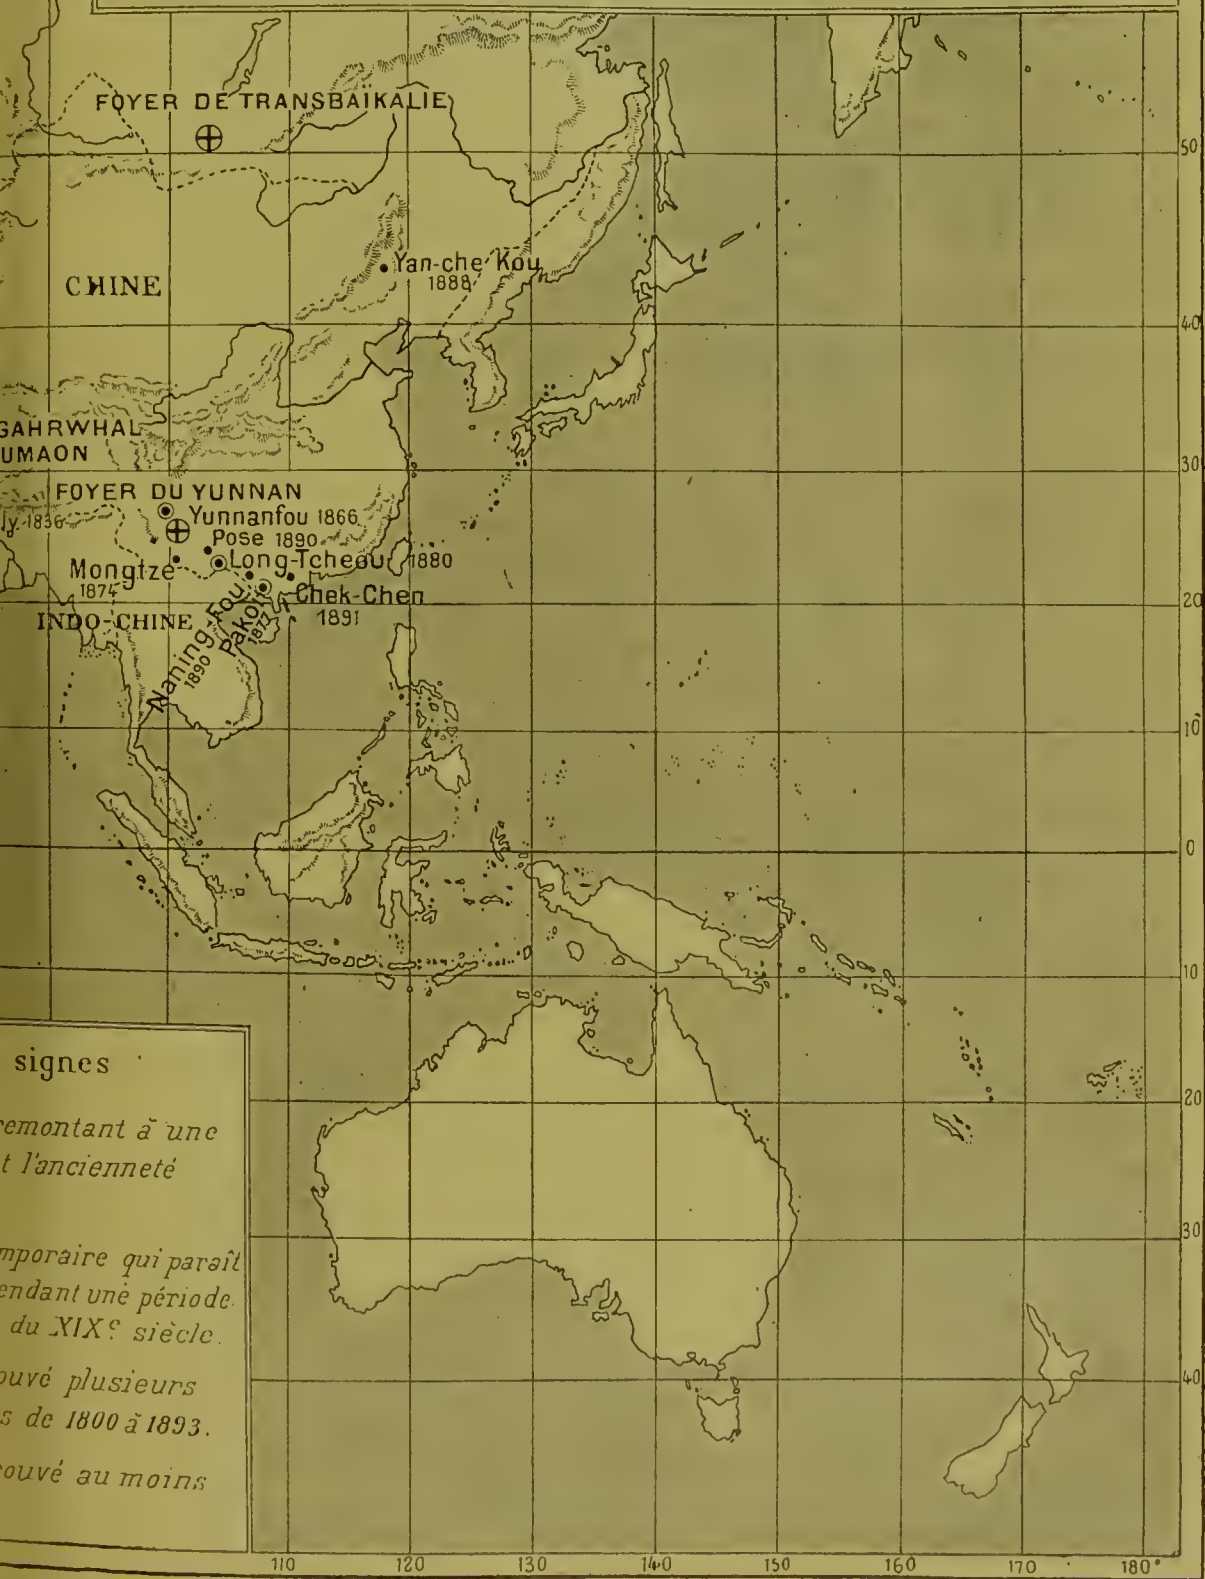 FOYER DE TRANSBAÏKALIE
50
Yan-che Kou
1888
CHINE
40
GAHRWHAL
UMAON
30
FOYER DU YUNNAN
ly 1836
Yunnanfou 1866
Pose 1890
Long-Tcheou 1880
Mongtze
1874
Chek-Chen
1891
20
INDO-CHINE
Naning-Fou
1890
Pakoï
1877
10
0
10
signes
20
remontant à une
t l'ancienneté
30
mporaire qui paraît
endant une période
du XIXe siècle.
ouvé plusieurs
40
s de 1800 à 1893.
ouvé au moins
110 120 130 140 150 160 170 180°